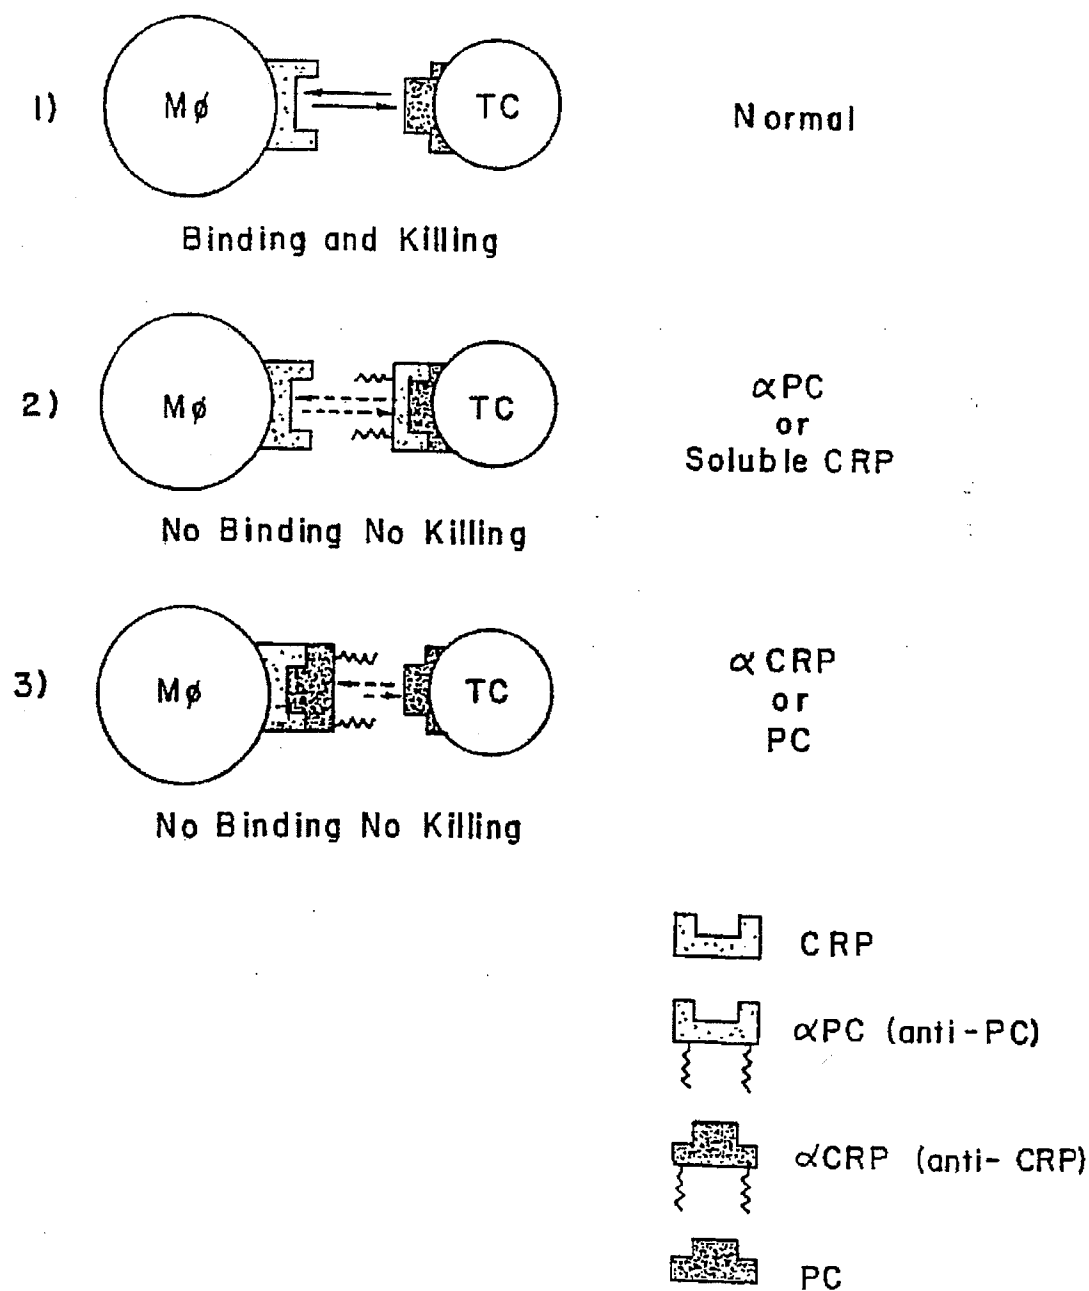 1) Mø TC Normal
Binding and Killing
2) Mø TC
αPC
or
Soluble CRP
No Binding No Killing
3) Mø TC
αCRP
or
PC
No Binding No Killing
CRP
αPC (anti-PC)
αCRP (anti-CRP)
PC